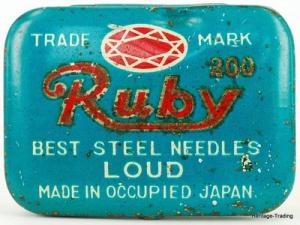 TRADE MARK
200
Ruby
BEST STEEL NEEDLES
LOUD
MADE IN OCCUPIED JAPAN
Heritage-Trading